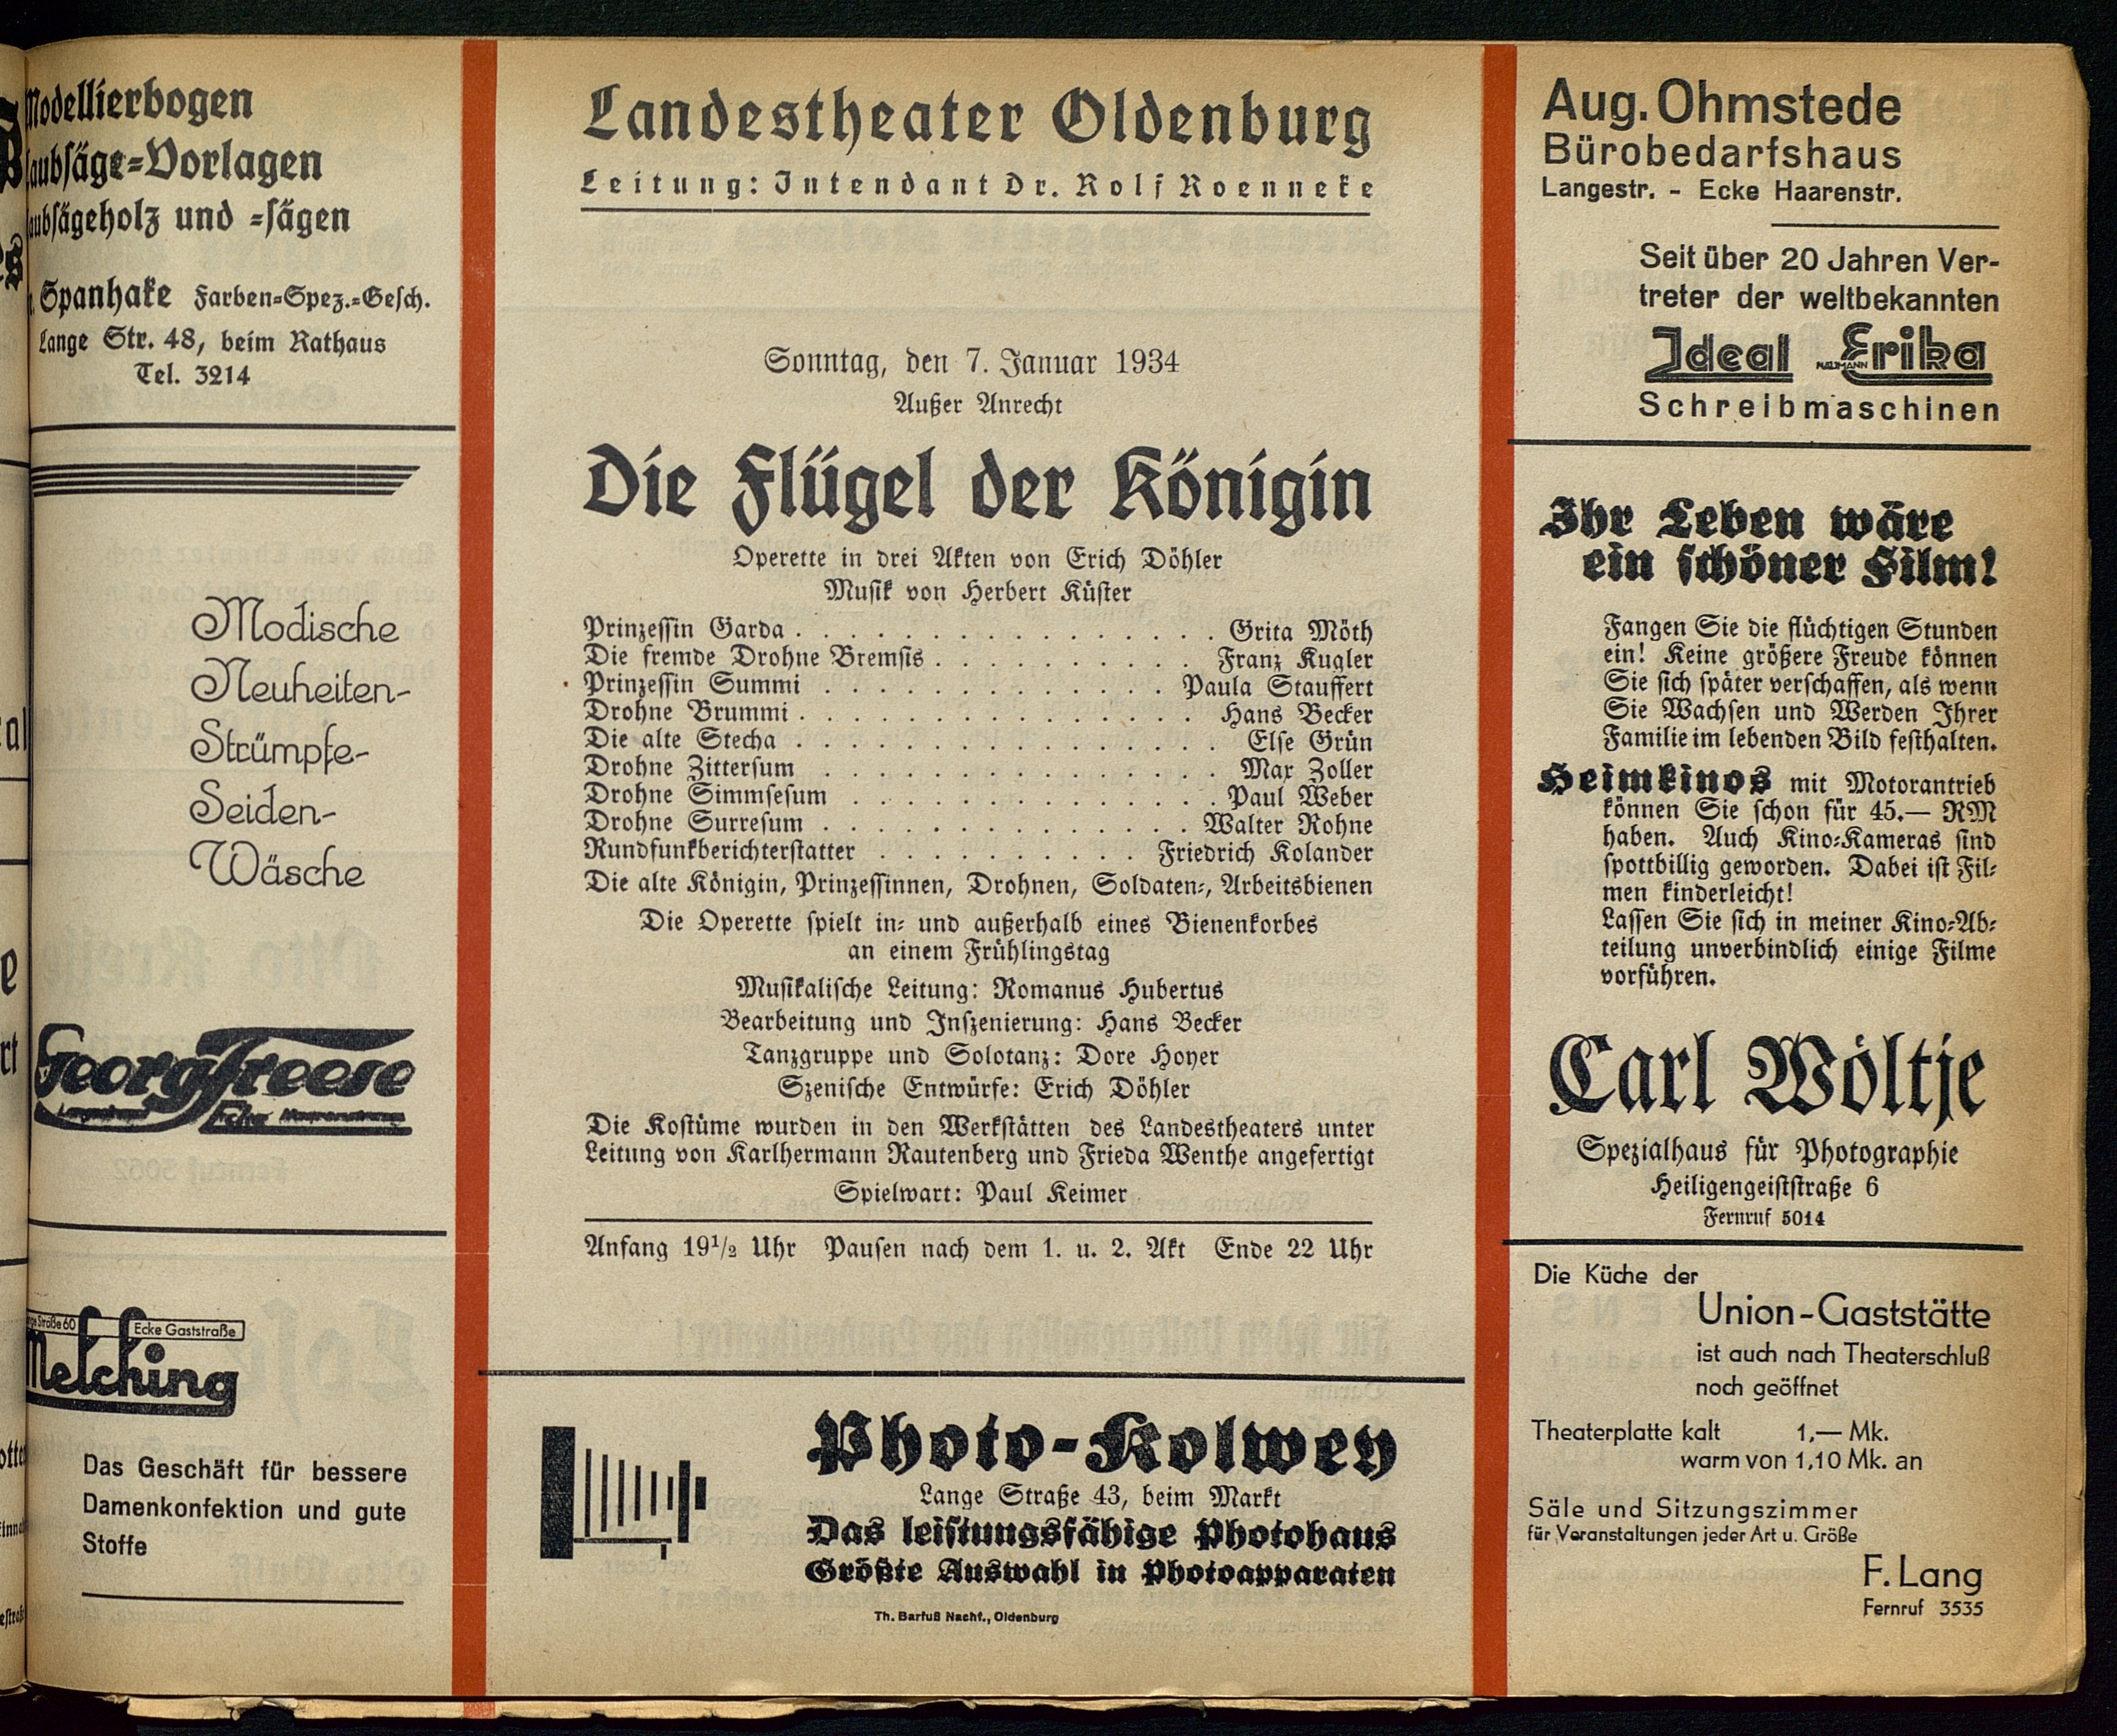 Modellierbogen
Laubsäge-Vorlagen
Laubsägeholz und -sägen
Spanhake Farben-Spez.-Gesch.
Lange Str. 48, beim Rathaus
Tel. 3214
Modische
Neuheiten-
Strümpfe-
Seiden-
Wäsche
Georg Freese
Ecke
Straße 60 Ecke Gaststraße
Melching
Das Geschäft für bessere
Damenkonfektion und gute
Stoffe
Landestheater Oldenburg
Leitung: Intendant Dr. Rolf Roenneke
Sonntag, den 7. Januar 1934
Außer Anrecht
Die Flügel der Königin
Operette in drei Akten von Erich Döhler
Musik von Herbert Küster
Prinzessin Garda . . . . . . . . . . . . . . . . Grita Möth
Die fremde Drohne Bremsis . . . . . . . . . . Franz Kugler
Prinzessin Summi . . . . . . . . . . . . . Paula Stauffert
Drohne Brummi . . . . . . . . . . . . . . . Hans Becker
Die alte Stecha . . . . . . . . . . . . . . . . Else Grün
Drohne Zittersum . . . . . . . . . . . . . . . Max Zoller
Drohne Simmsesum . . . . . . . . . . . . . . Paul Weber
Drohne Surresum . . . . . . . . . . . . . . Walter Rohne
Rundfunkberichterstatter . . . . . . . . . . Friedrich Kolander
Die alte Königin, Prinzessinnen, Drohnen, Soldaten-, Arbeitsbienen
Die Operette spielt in- und außerhalb eines Bienenkorbes
an einem Frühlingstag
Musikalische Leitung: Romanus Hubertus
Bearbeitung und Inszenierung: Hans Becker
Tanzgruppe und Solotanz: Dore Hoyer
Szenische Entwürfe: Erich Döhler
Die Kostüme wurden in den Werkstätten des Landestheaters unter
Leitung von Karlhermann Rautenberg und Frieda Wenthe angefertigt
Spielwart: Paul Keimer
Anfang 19½ Uhr Pausen nach dem 1. u. 2. Akt Ende 22 Uhr
Photo-Kolwey
Lange Straße 43, beim Markt
Das leistungsfähige Photohaus
Größte Auswahl in Photoapparaten
Th. Barfuß Nachf., Oldenburg
Aug. Ohmstede
Bürobedarfshaus
Langestr. - Ecke Haarenstr.
Seit über 20 Jahren Ver-
treter der weltbekannten
Ideal NAUMANN Erika
Schreibmaschinen
Ihr Leben wäre
ein schöner Film!
Fangen Sie die flüchtigen Stunden
ein! Keine größere Freude können
Sie sich später verschaffen, als wenn
Sie Wachsen und Werden Ihrer
Familie im lebenden Bild festhalten.
Heimkinos mit Motorantrieb
können Sie schon für 45.— RM
haben. Auch Kino-Kameras sind
spottbillig geworden. Dabei ist Fil-
men kinderleicht!
Lassen Sie sich in meiner Kino-Ab-
teilung unverbindlich einige Filme
vorführen.
Carl Wöltje
Spezialhaus für Photographie
Heiligengeiststraße 6
Fernruf 5014
Die Küche der
Union-Gaststätte
ist auch nach Theaterschluß
noch geöffnet
Theaterplatte kalt 1,— Mk.
warm von 1,10 Mk. an
Säle und Sitzungszimmer
für Veranstaltungen jeder Art u. Größe
F. Lang
Fernruf 3535